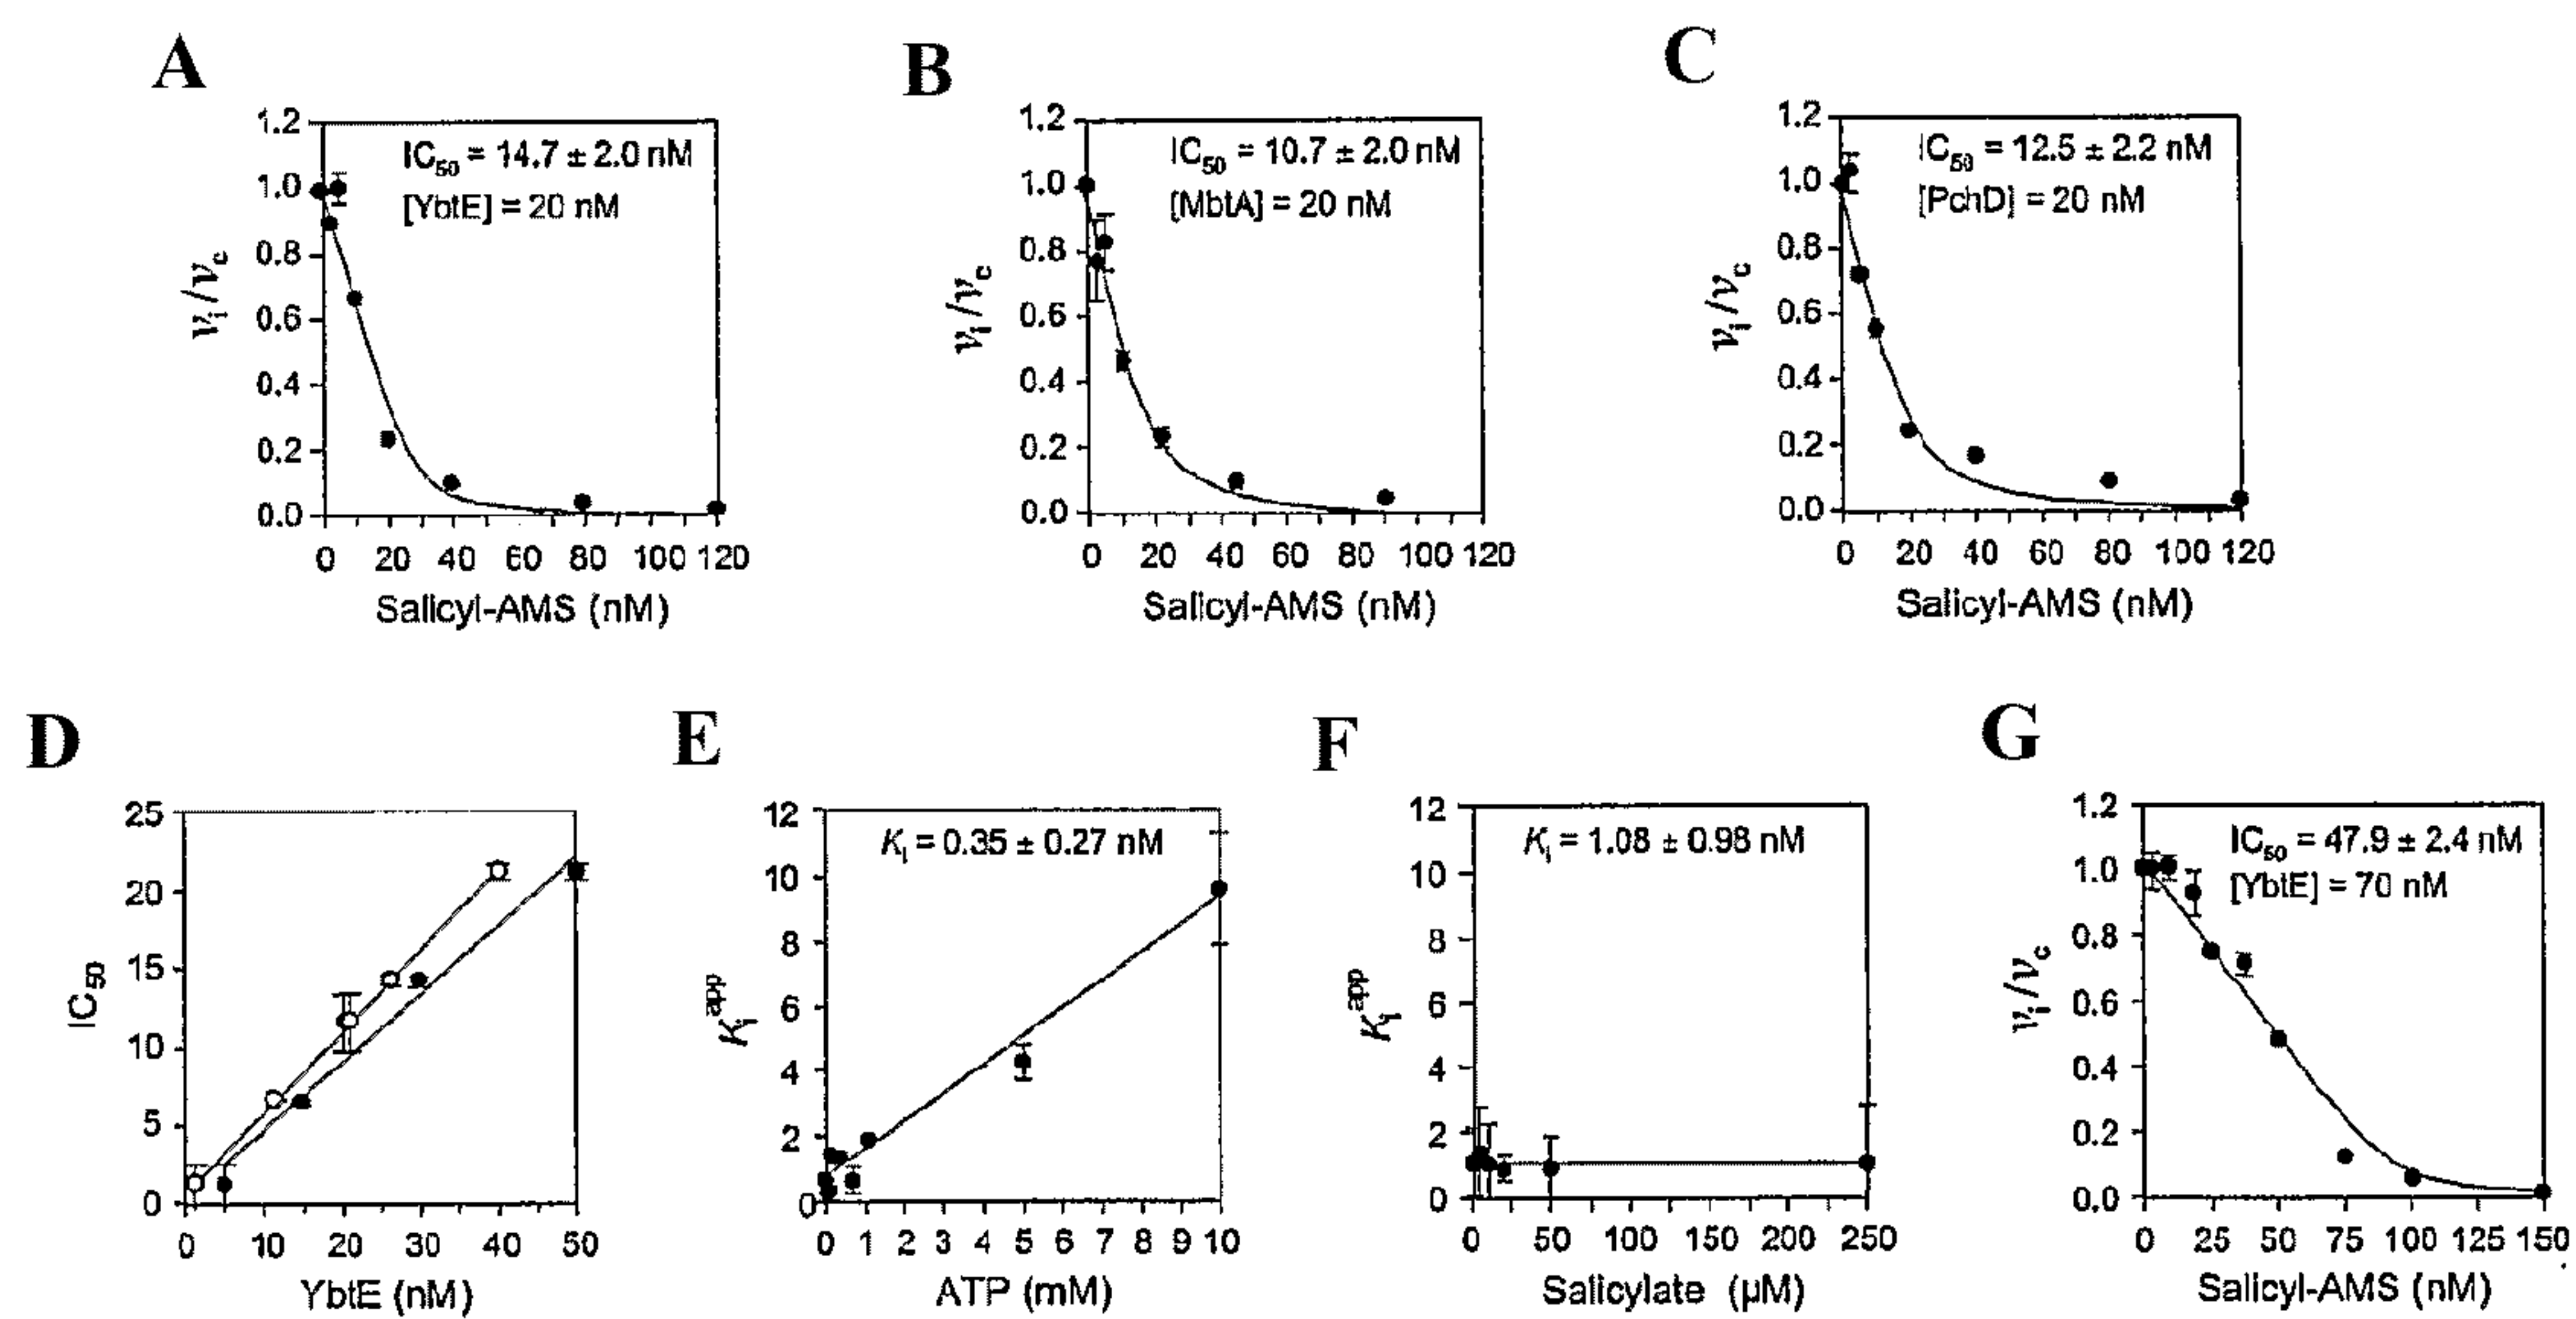 A
1.2
1.0
0.8
0.6
0.4
0.2
0.0
IC50 = 14.7 ± 2.0 nM
[YbtE] = 20 nM
vi/vc
0 20 40 60 80 100 120
Salicyl-AMS (nM)
B
1.2
1.0
0.8
0.6
0.4
0.2
0.0
IC50 = 10.7 ± 2.0 nM
[MbtA] = 20 nM
vi/vc
0 20 40 60 80 100 120
Salicyl-AMS (nM)
C
1.2
1.0
0.8
0.6
0.4
0.2
0.0
IC50 = 12.5 ± 2.2 nM
[PchD] = 20 nM
vi/vc
0 20 40 60 80 100 120
Salicyl-AMS (nM)
D
25
20
15
10
5
0
IC50
0 10 20 30 40 50
YbtE (nM)
E
12
10
8
6
4
2
0
Ki = 0.35 ± 0.27 nM
Ki app
0 1 2 3 4 5 6 7 8 9 10
ATP (mM)
F
12
10
8
6
4
2
0
Ki = 1.08 ± 0.98 nM
Ki app
0 50 100 150 200 250
Salicylate (µM)
G
1.2
1.0
0.8
0.6
0.4
0.2
0.0
IC50 = 47.9 ± 2.4 nM
[YbtE] = 70 nM
vi/vc
0 25 50 75 100 125 150
Salicyl-AMS (nM)